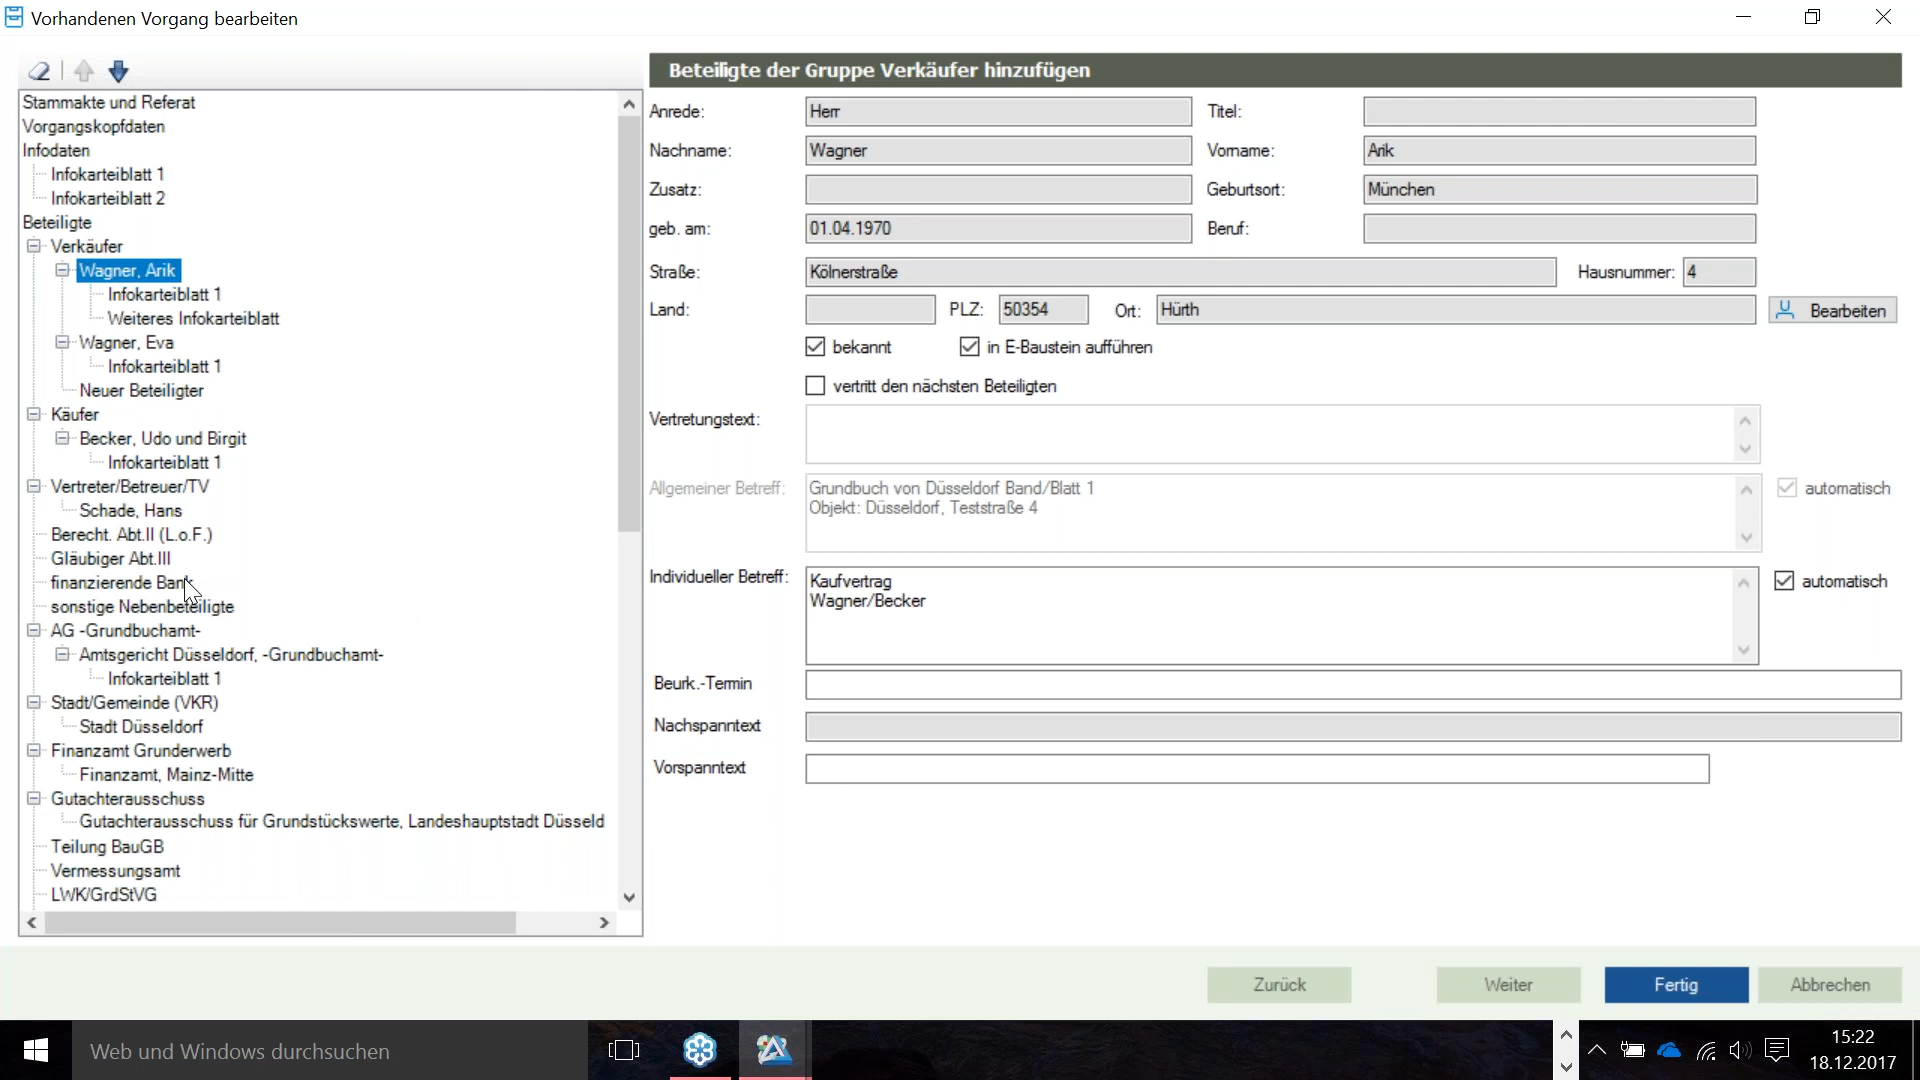 Vorhandenen Vorgang bearbeiten
Stammakte und Referat
Vorgangskopfdaten
Infodaten
Infokarteiblatt 1
Infokarteiblatt 2
Beteiligte
Verkäufer
Wagner, Arik
Infokarteiblatt 1
Weiteres Infokarteiblatt
Wagner, Eva
Infokarteiblatt 1
Neuer Beteiligter
Käufer
Becker, Udo und Birgit
Infokarteiblatt 1
Vertreter/Betreuer/TV
Schade, Hans
Berecht. Abt.II (L.o.F.)
Gläubiger Abt.III
finanzierende Bank
sonstige Nebenbeteiligte
AG -Grundbuchamt-
Amtsgericht Düsseldorf, -Grundbuchamt-
Infokarteiblatt 1
Stadt/Gemeinde (VKR)
Stadt Düsseldorf
Finanzamt Grunderwerb
Finanzamt, Mainz-Mitte
Gutachterausschuss
Gutachterausschuss für Grundstückswerte, Landeshauptstadt Düsseld
Teilung BauGB
Vermessungsamt
LWK/GrdStVG
Beteiligte der Gruppe Verkäufer hinzufügen
Anrede: Herr Titel:
Nachname: Wagner Vorname: Arik
Zusatz: Geburtsort: München
geb. am: 01.04.1970 Beruf:
Straße: Kölnerstraße Hausnummer: 4
Land: PLZ: 50354 Ort: Hürth Bearbeiten
bekannt in E-Baustein aufführen
vertritt den nächsten Beteiligten
Vertretungstext:
Allgemeiner Betreff: Grundbuch von Düsseldorf Band/Blatt 1 automatisch
Objekt: Düsseldorf, Teststraße 4
Individueller Betreff: Kaufvertrag automatisch
Wagner/Becker
Beurk.-Termin
Nachspanntext
Vorspanntext
Zurück Weiter Fertig Abbrechen
Web und Windows durchsuchen
15:22
18.12.2017